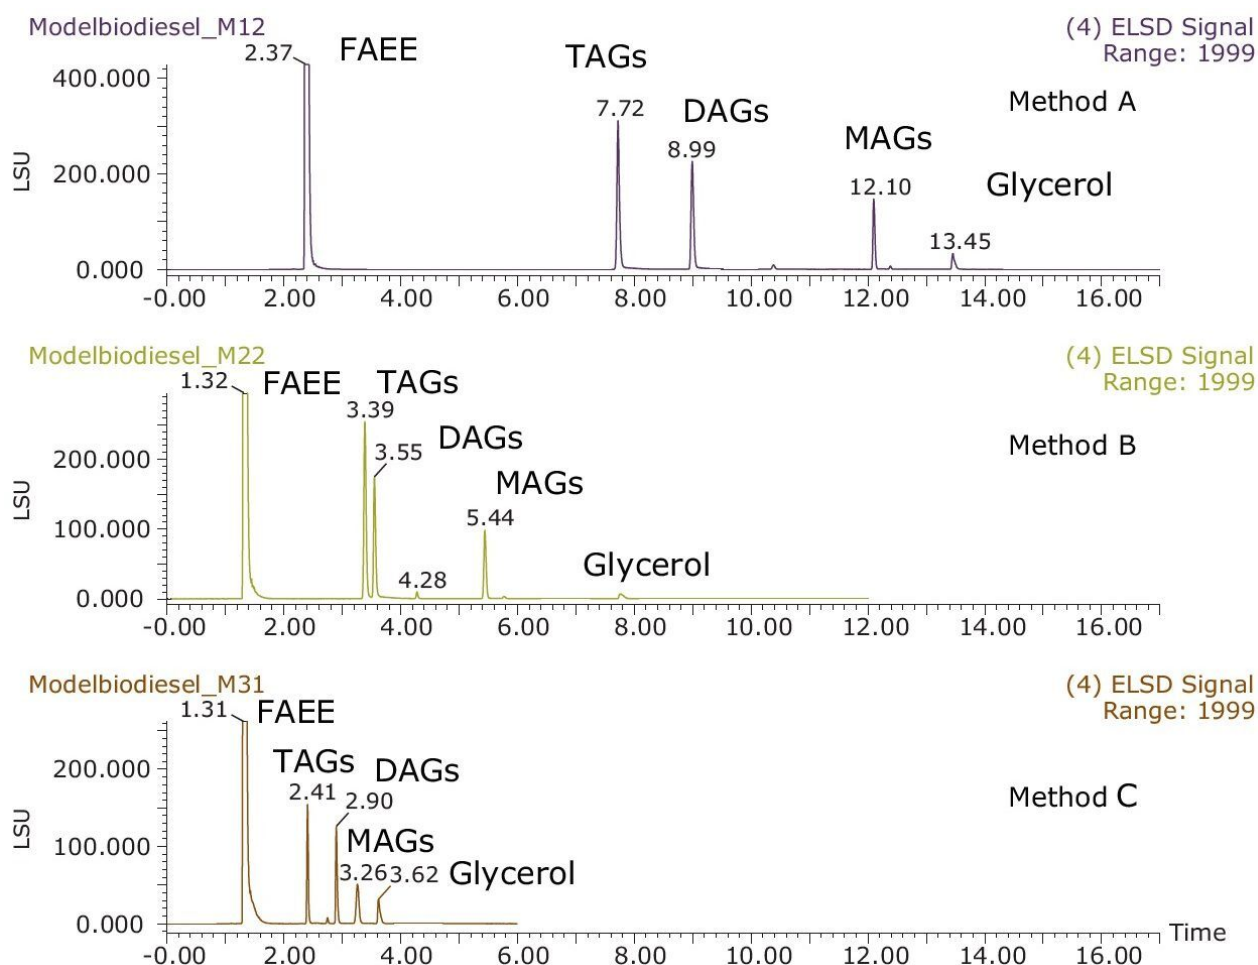 Modelbiodiesel_M12
(4) ELSD Signal
Range: 1999
2.37
FAEE
TAGs
DAGs
MAGs
Glycerol
Method A
7.72
8.99
12.10
13.45
LSU
400.000
200.000
0.000
-0.00 2.00 4.00 6.00 8.00 10.00 12.00 14.00 16.00
Modelbiodiesel_M22
(4) ELSD Signal
Range: 1999
1.32
FAEE
TAGs
3.39
3.55
DAGs
MAGs
5.44
4.28
Glycerol
Method B
LSU
200.000
100.000
0.000
-0.00 2.00 4.00 6.00 8.00 10.00 12.00 14.00 16.00
Modelbiodiesel_M31
(4) ELSD Signal
Range: 1999
1.31
FAEE
TAGs
2.41
DAGs
2.90
MAGs
3.26
3.62
Glycerol
Method C
LSU
200.000
100.000
0.000
-0.00 2.00 4.00 6.00 8.00 10.00 12.00 14.00 16.00
Time